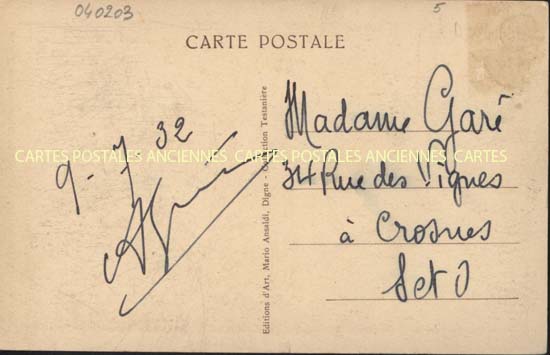 040203
5
CARTE POSTALE
9 - 7 32
Madame Garé
34 Rue des Vignes
à Crosnes
S et O
Editions d'Art, Mario Ansaldi, Digne - Collection Testanière
CARTES POSTALES ANCIENNES CARTES POSTALES ANCIENNES CARTES